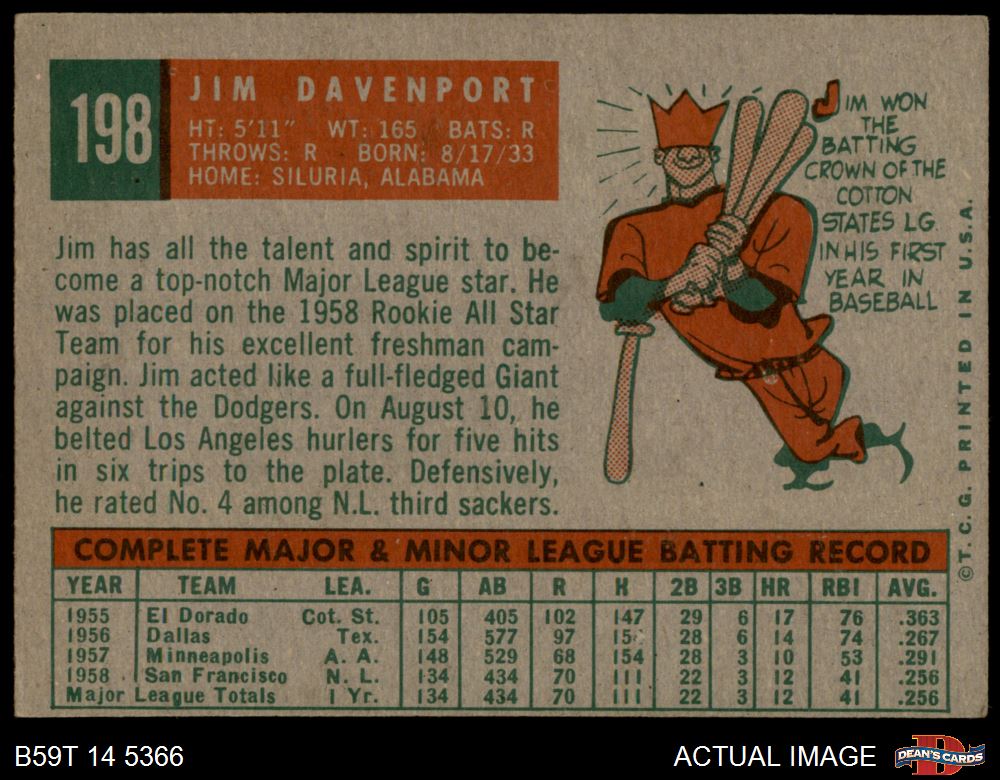 198
JIM DAVENPORT
HT: 5'11" WT: 165 BATS: R
THROWS: R BORN: 8/17/33
HOME: SILURIA, ALABAMA
Jim has all the talent and spirit to be-
come a top-notch Major League star. He
was placed on the 1958 Rookie All Star
Team for his excellent freshman cam-
paign. Jim acted like a full-fledged Giant
against the Dodgers. On August 10, he
belted Los Angeles hurlers for five hits
in six trips to the plate. Defensively,
he rated No. 4 among N.L. third sackers.
JIM WON
THE
BATTING
CROWN OF THE
COTTON
STATES LG.
IN HIS FIRST
YEAR IN
BASEBALL
©T.C.G. PRINTED IN U.S.A.
COMPLETE MAJOR & MINOR LEAGUE BATTING RECORD
YEAR TEAM LEA. G AB R H 2B 3B HR RBI AVG.
1955 El Dorado Cot. St. 105 405 102 147 29 6 17 76 .363
1956 Dallas Tex. 154 577 97 28 6 14 74 .267
1957 Minneapolis A. A. 148 529 68 154 28 3 10 53 .291
1958 San Francisco N. L. 134 434 70 111 22 3 12 41 .256
Major League Totals 1 Yr. 134 434 70 111 22 3 12 41 .256
B59T 14 5366
ACTUAL IMAGE
DEAN'S CARDS